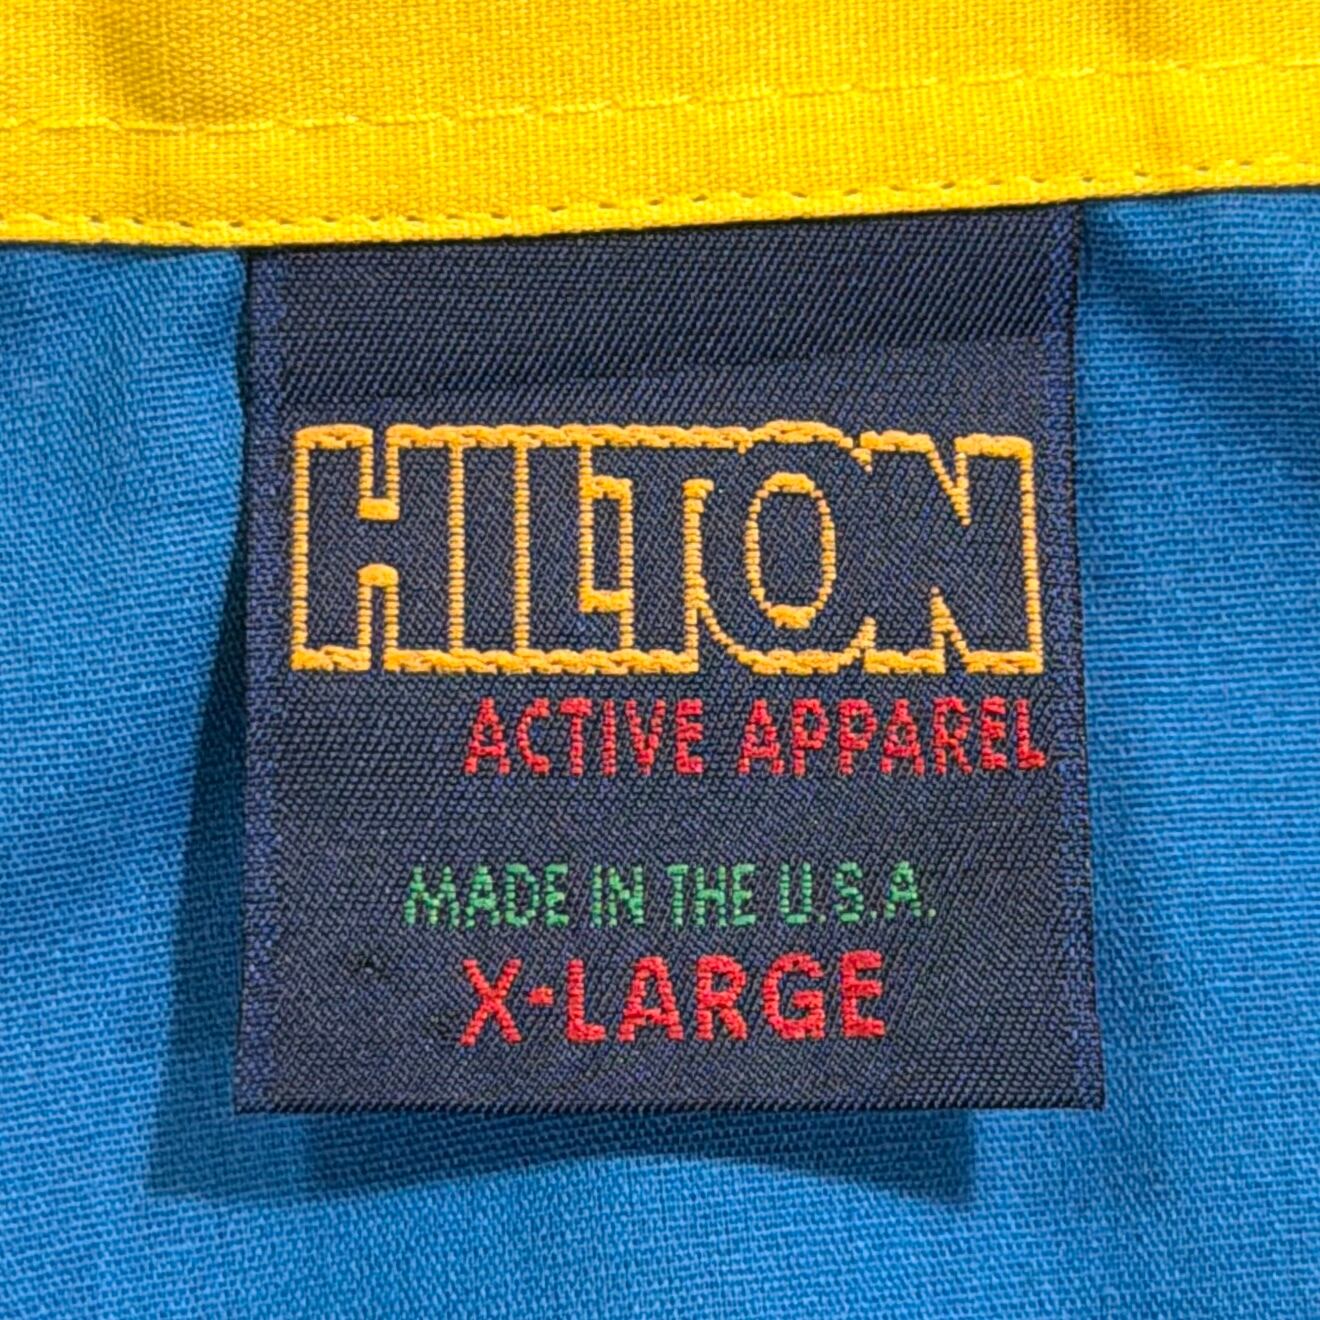 HILTON
ACTIVE APPAREL
MADE IN THE U.S.A.
X-LARGE